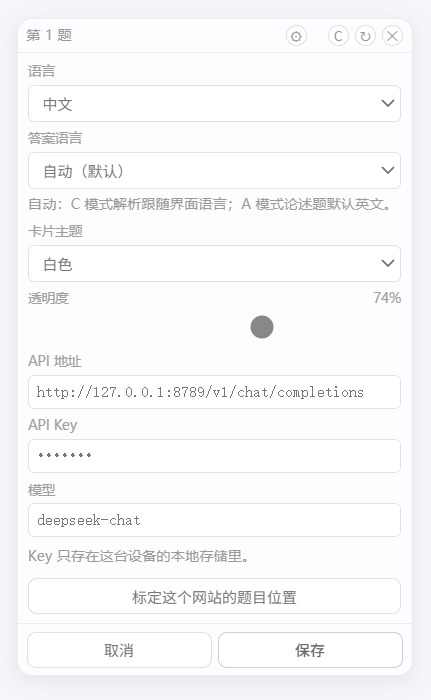 第 1 题
C
语言
中文
答案语言
自动（默认）
自动：C 模式解析跟随界面语言；A 模式论述题默认英文。
卡片主题
白色
透明度 74%
API 地址
http://127.0.0.1:8789/v1/chat/completions
API Key
•••••••
模型
deepseek-chat
Key 只存在这台设备的本地存储里。
标定这个网站的题目位置
取消 保存